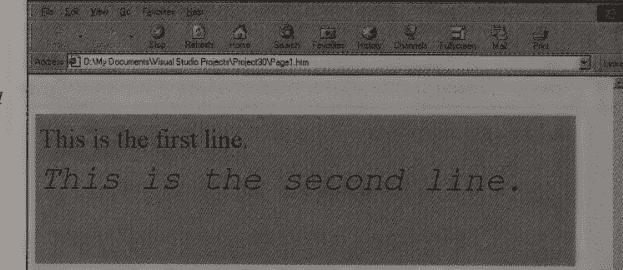 File Edit View Go Favorites Help
Stop Refresh Home Search Favorites History Channels Fullscreen Mail Print
Address D:\My Documents\Visual Studio Projects\Project30\Page1.htm
This is the first line.
This is the second line.